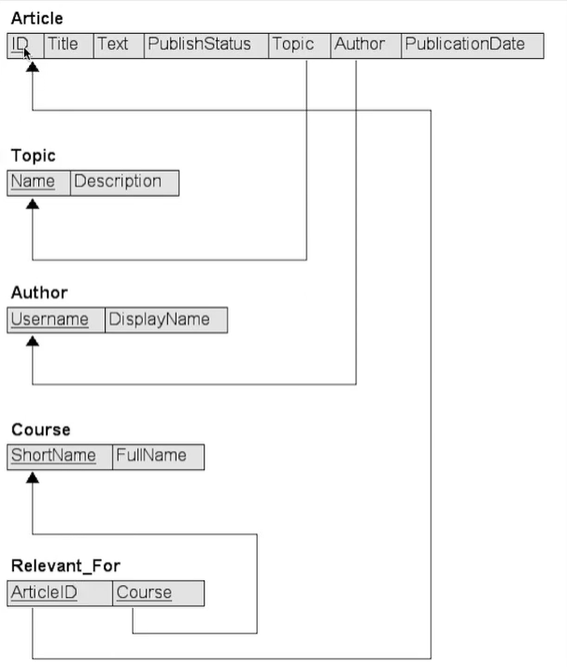 Article
ID Title Text PublishStatus Topic Author PublicationDate
Topic
Name Description
Author
Username DisplayName
Course
ShortName FullName
Relevant_For
ArticleID Course